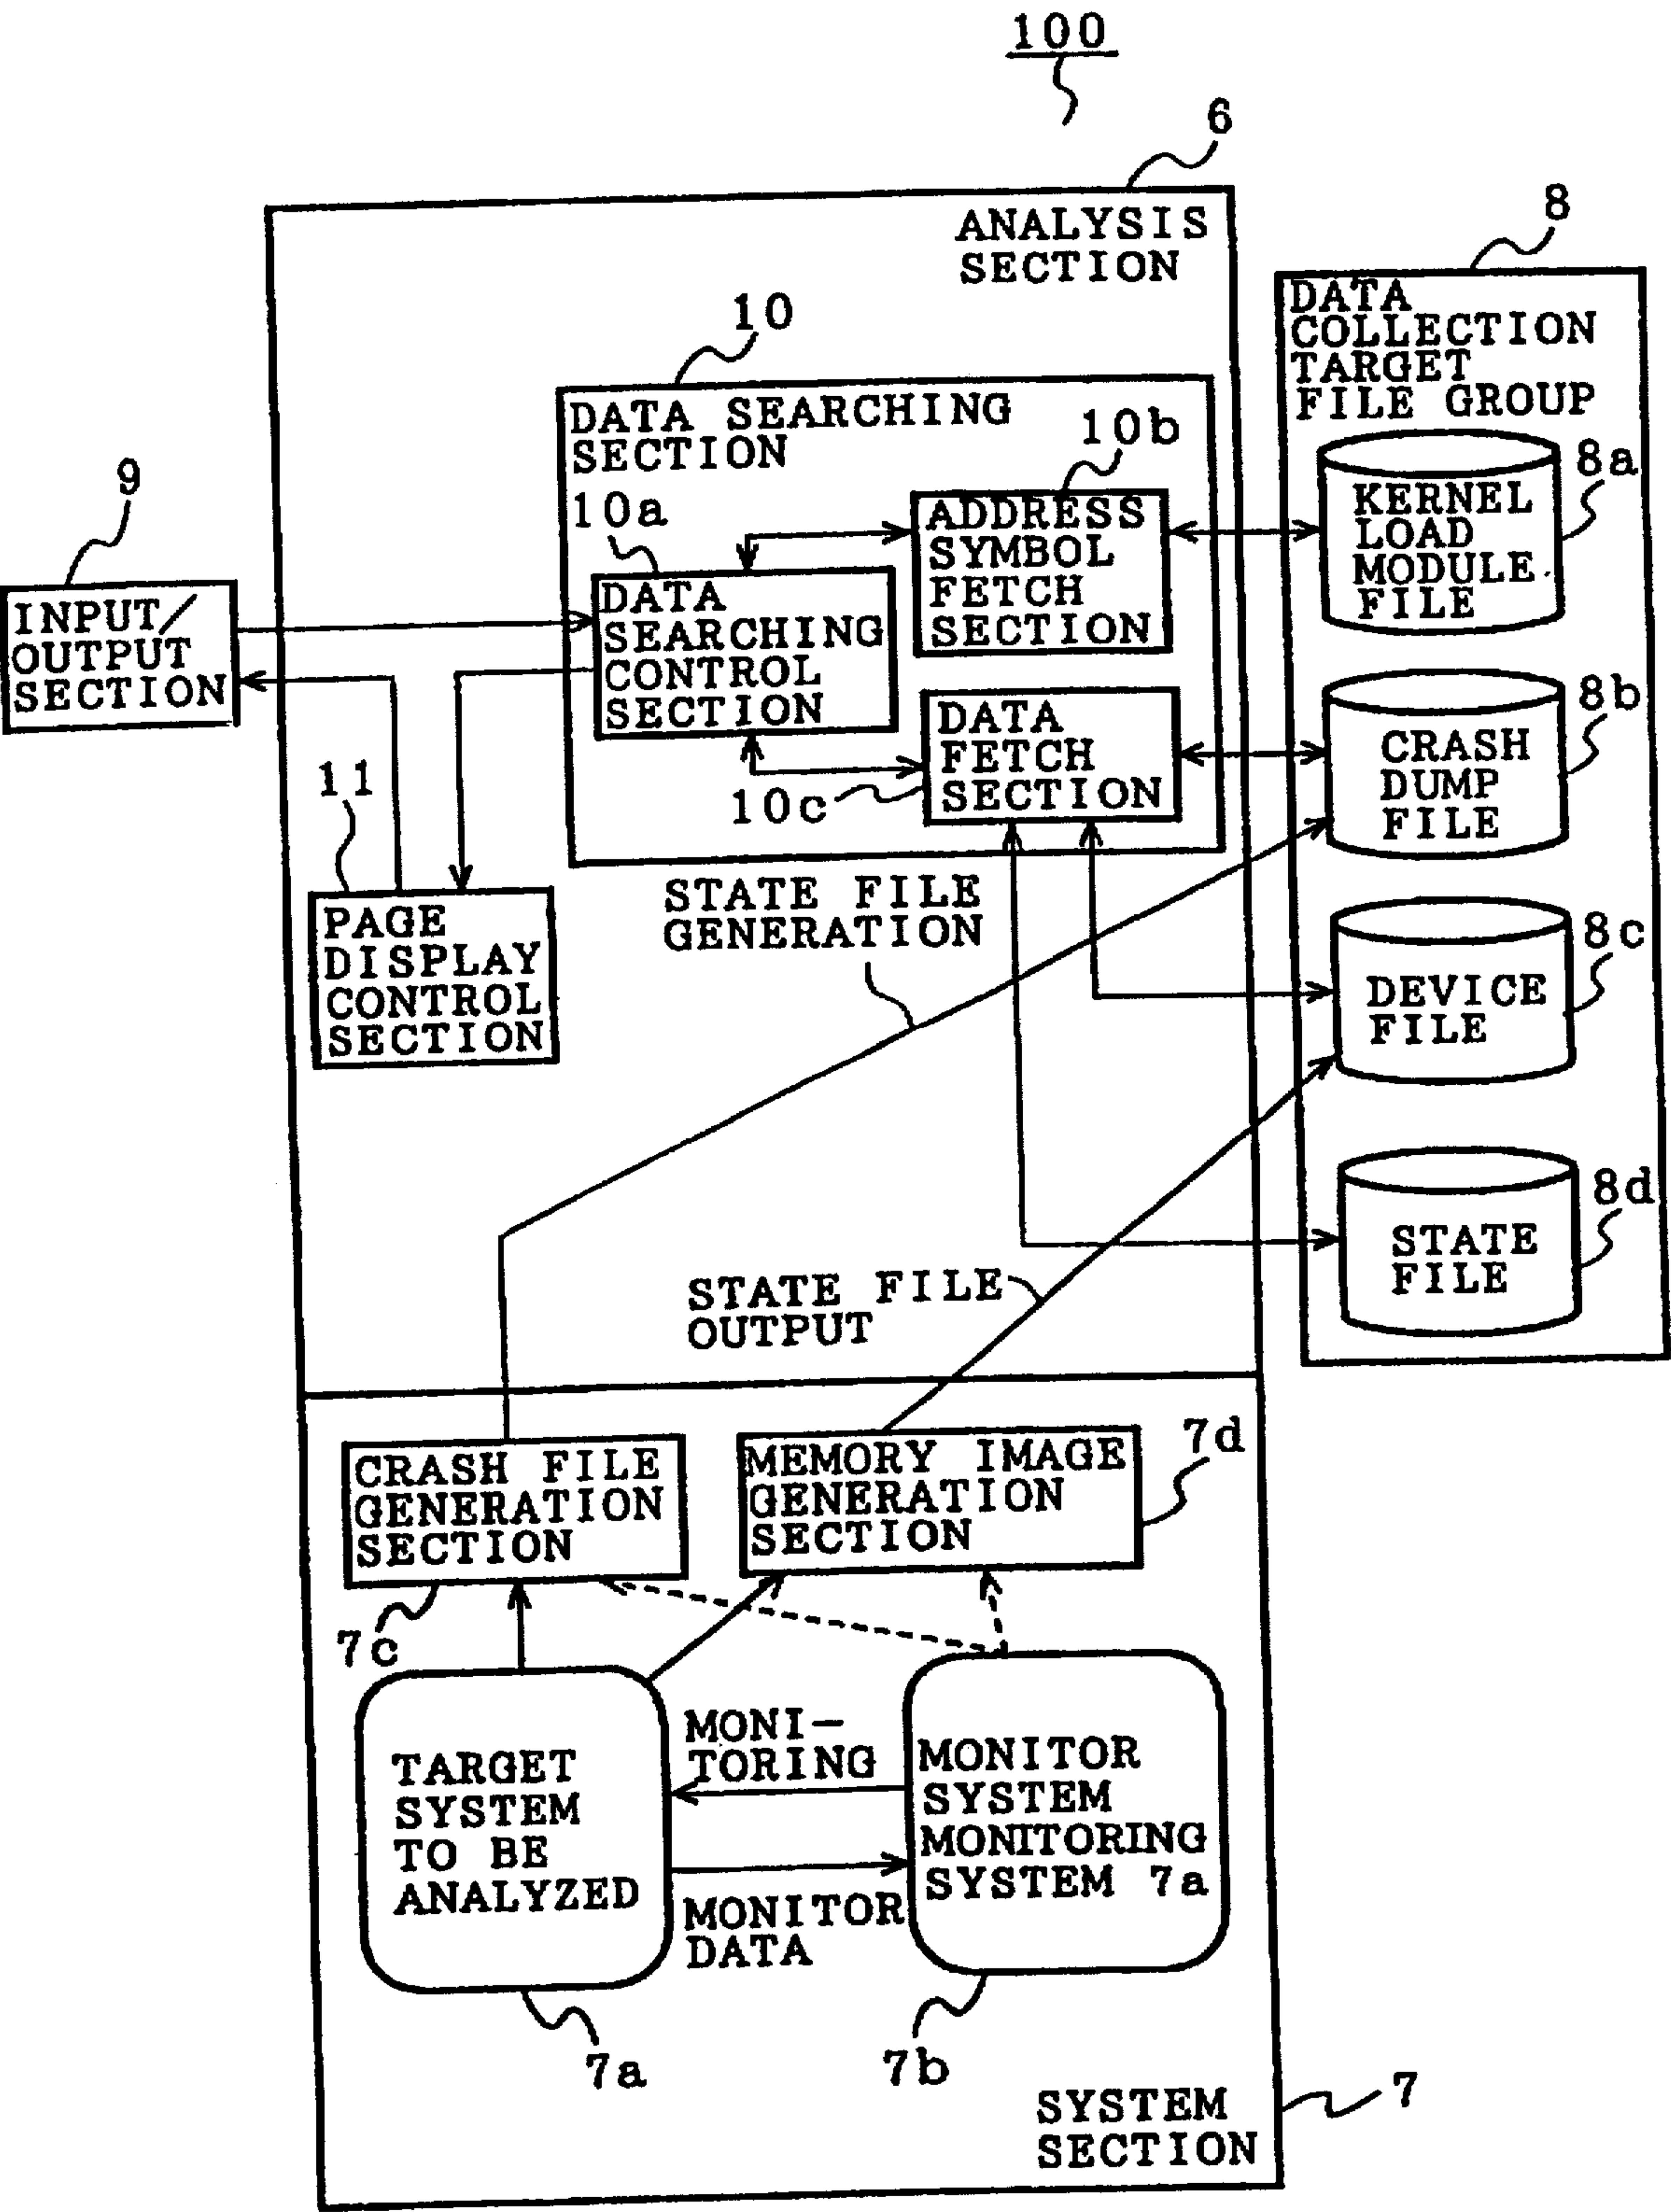 100
6
ANALYSIS
SECTION
8
DATA
COLLECTION
TARGET
FILE GROUP
10
DATA SEARCHING
SECTION
10b
10a
ADDRESS
SYMBOL
FETCH
SECTION
8a
KERNEL
LOAD
MODULE
FILE
9
INPUT/
OUTPUT
SECTION
DATA
SEARCHING
CONTROL
SECTION
DATA
FETCH
SECTION
10c
8b
CRASH
DUMP
FILE
11
PAGE
DISPLAY
CONTROL
SECTION
STATE FILE
GENERATION
8c
DEVICE
FILE
8d
STATE
FILE
STATE FILE
OUTPUT
CRASH FILE
GENERATION
SECTION
7c
MEMORY IMAGE
GENERATION
SECTION
7d
TARGET
SYSTEM
TO BE
ANALYZED
MONI-
TORING
MONITOR
DATA
MONITOR
SYSTEM
MONITORING
SYSTEM 7a
7a
7b
7
SYSTEM
SECTION